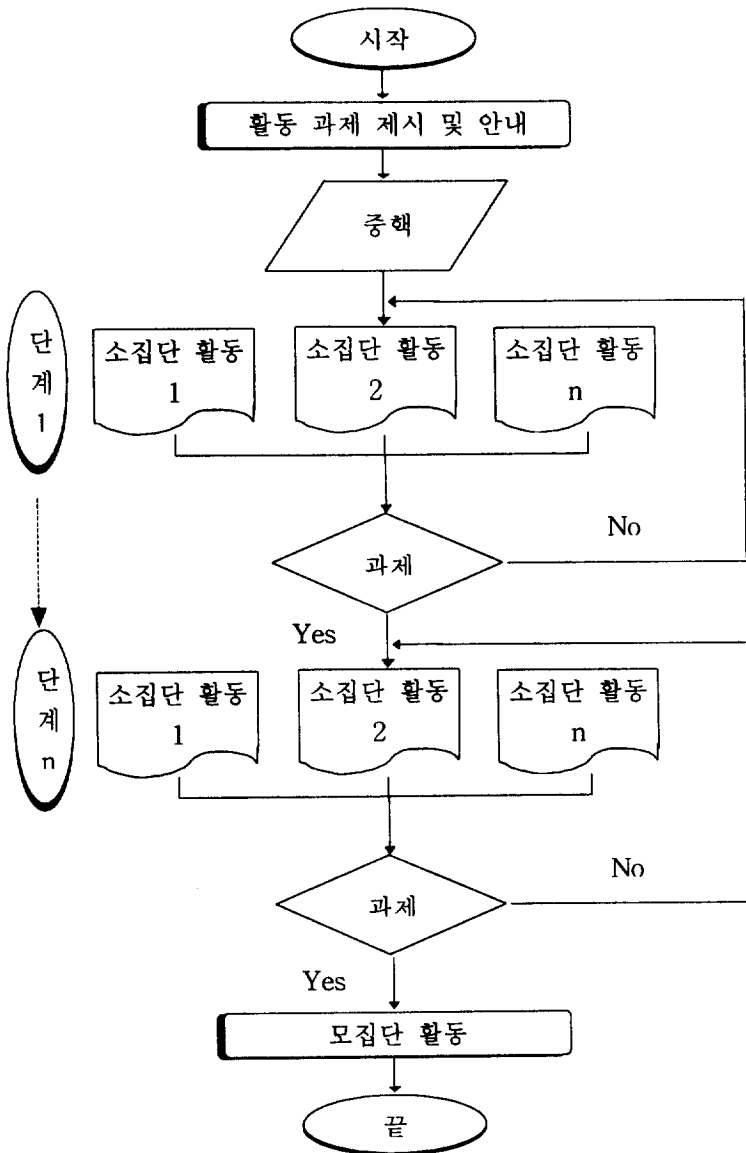 시작
활동 과제 제시 및 안내
중핵
단계1
소집단 활동
1
소집단 활동
2
소집단 활동
n
과제
No
Yes
단계n
소집단 활동
1
소집단 활동
2
소집단 활동
n
과제
No
Yes
모집단 활동
끝